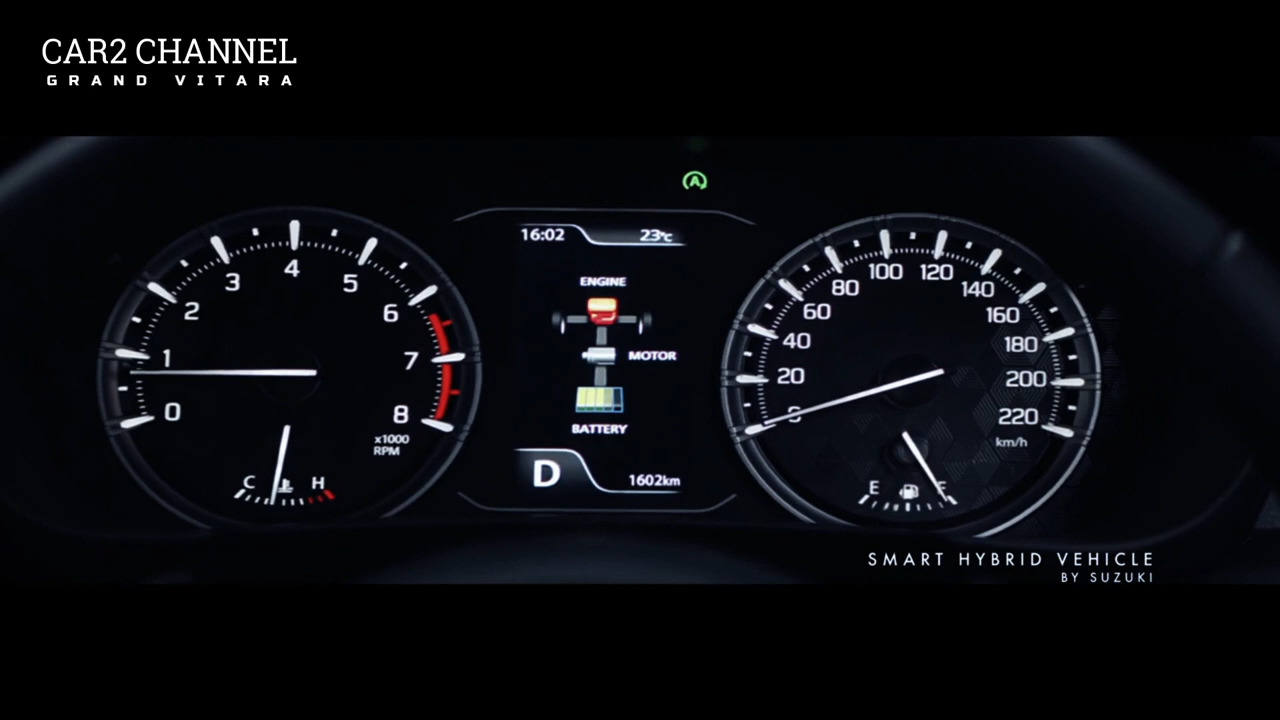 CAR2 CHANNEL
GRAND VITARA
16:02 23°C
ENGINE
MOTOR
BATTERY
D 1602km
0
1
2
3
4
5
6
7
8
x1000
RPM
C H
20
40
60
80
100
120
140
160
180
200
220
km/h
E F
A
SMART HYBRID VEHICLE
BY SUZUKI